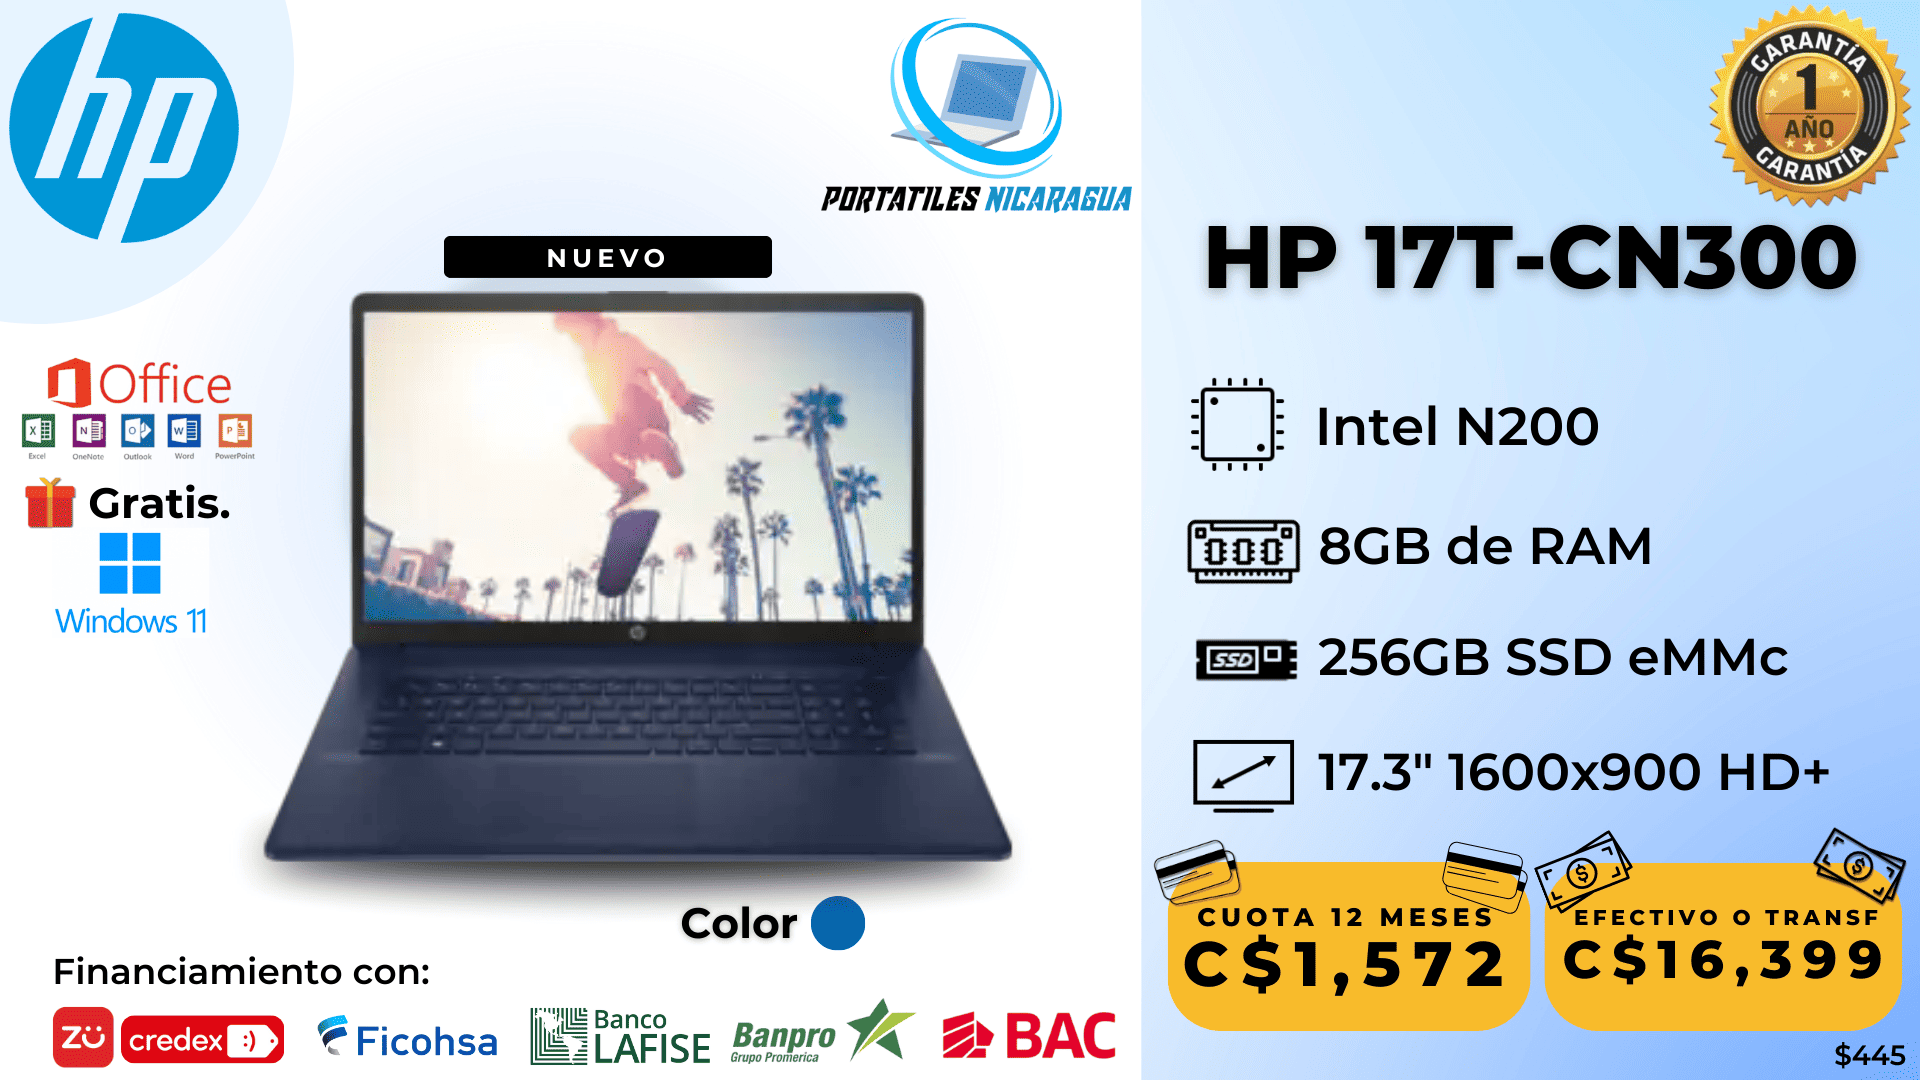 hp
PORTATILES NICARAGUA
NUEVO
Office
Excel
OneNote
Outlook
Word
PowerPoint
Gratis.
Windows 11
Color
Financiamiento con:
ZÜ
credex
Ficohsa
Banco
LAFISE
Banpro
Grupo Promerica
BAC
GARANTÍA
1
AÑO
GARANTÍA
HP 17T-CN300
Intel N200
8GB de RAM
SSD
256GB SSD eMMc
17.3" 1600x900 HD+
CUOTA 12 MESES
C$1,572
EFECTIVO O TRANSF
C$16,399
$445